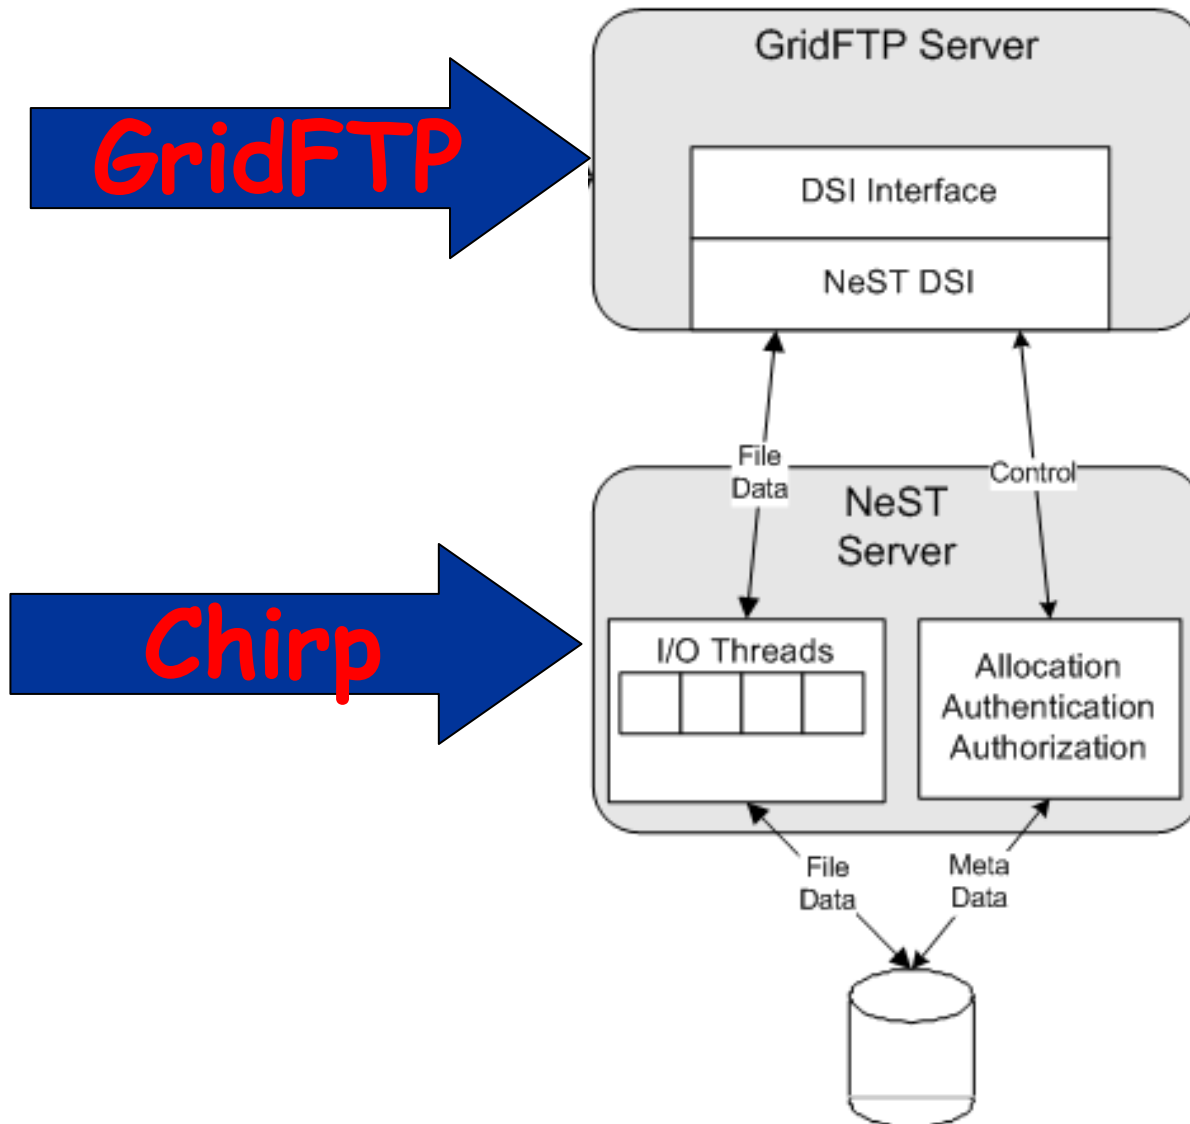 GridFTP Server
GridFTP
DSI Interface
NeST DSI
File
Data
Control
NeST
Server
Chirp
I/O Threads
Allocation
Authentication
Authorization
File
Data
Meta
Data